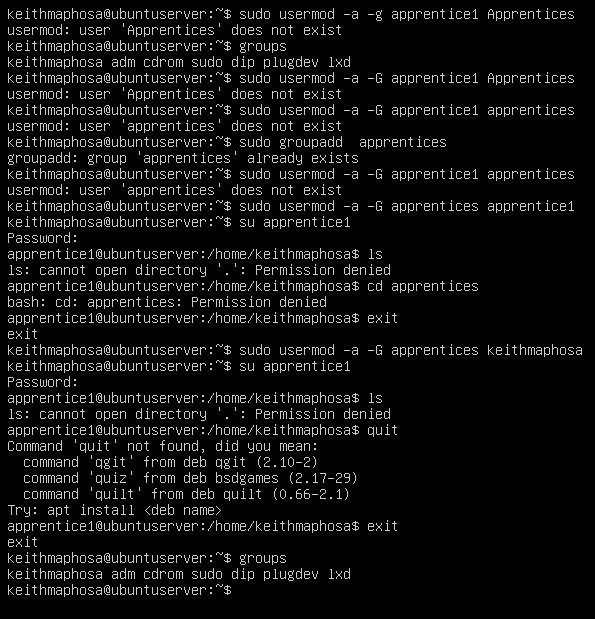 keithmaphosa@ubuntuserver:~$ sudo usermod -a -g apprentice1 Apprentices
usermod: user 'Apprentices' does not exist
keithmaphosa@ubuntuserver:~$ groups
keithmaphosa adm cdrom sudo dip plugdev lxd
keithmaphosa@ubuntuserver:~$ sudo usermod -a -G apprentice1 Apprentices
usermod: user 'Apprentices' does not exist
keithmaphosa@ubuntuserver:~$ sudo usermod -a -G apprentice1 apprentices
usermod: user 'apprentices' does not exist
keithmaphosa@ubuntuserver:~$ sudo groupadd  apprentices
groupadd: group 'apprentices' already exists
keithmaphosa@ubuntuserver:~$ sudo usermod -a -G apprentice1 apprentices
usermod: user 'apprentices' does not exist
keithmaphosa@ubuntuserver:~$ sudo usermod -a -G apprentices apprentice1
keithmaphosa@ubuntuserver:~$ su apprentice1
Password:
apprentice1@ubuntuserver:/home/keithmaphosa$ ls
ls: cannot open directory '.': Permission denied
apprentice1@ubuntuserver:/home/keithmaphosa$ cd apprentices
bash: cd: apprentices: Permission denied
apprentice1@ubuntuserver:/home/keithmaphosa$ exit
exit
keithmaphosa@ubuntuserver:~$ sudo usermod -a -G apprentices keithmaphosa
keithmaphosa@ubuntuserver:~$ su apprentice1
Password:
apprentice1@ubuntuserver:/home/keithmaphosa$ ls
ls: cannot open directory '.': Permission denied
apprentice1@ubuntuserver:/home/keithmaphosa$ quit
Command 'quit' not found, did you mean:
  command 'qgit' from deb qgit (2.10-2)
  command 'quiz' from deb bsdgames (2.17-29)
  command 'quilt' from deb quilt (0.66-2.1)
Try: apt install <deb name>
apprentice1@ubuntuserver:/home/keithmaphosa$ exit
exit
keithmaphosa@ubuntuserver:~$ groups
keithmaphosa adm cdrom sudo dip plugdev lxd
keithmaphosa@ubuntuserver:~$